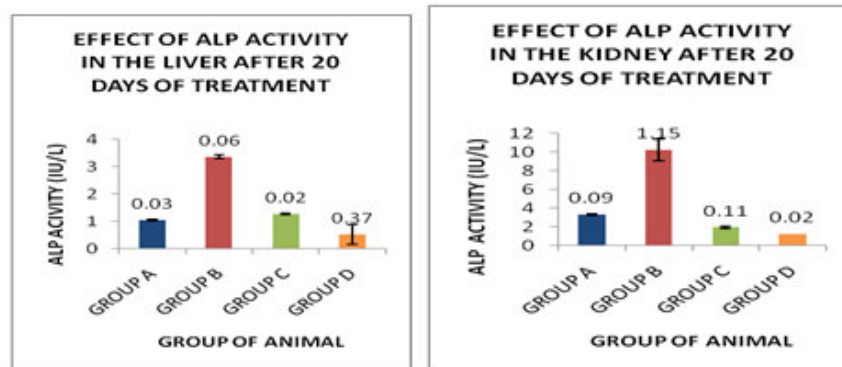 EFFECT OF ALP ACTIVITY
IN THE LIVER AFTER 20
DAYS OF TREATMENT
ALP ACIVITY (IU/L)
4
3
2
1
0
0.03
0.06
0.02
0.37
GROUP A
GROUP B
GROUP C
GROUP D
GROUP OF ANIMAL
EFFECT OF ALP ACTIVITY
IN THE KIDNEY AFTER 20
DAYS OF TREATMENT
ALP ACTIVITY (IU/L)
12
10
8
6
4
2
0
0.09
1.15
0.11
0.02
GROUP A
GROUP B
GROUP C
GROUP D
GROUP OF ANIMAL